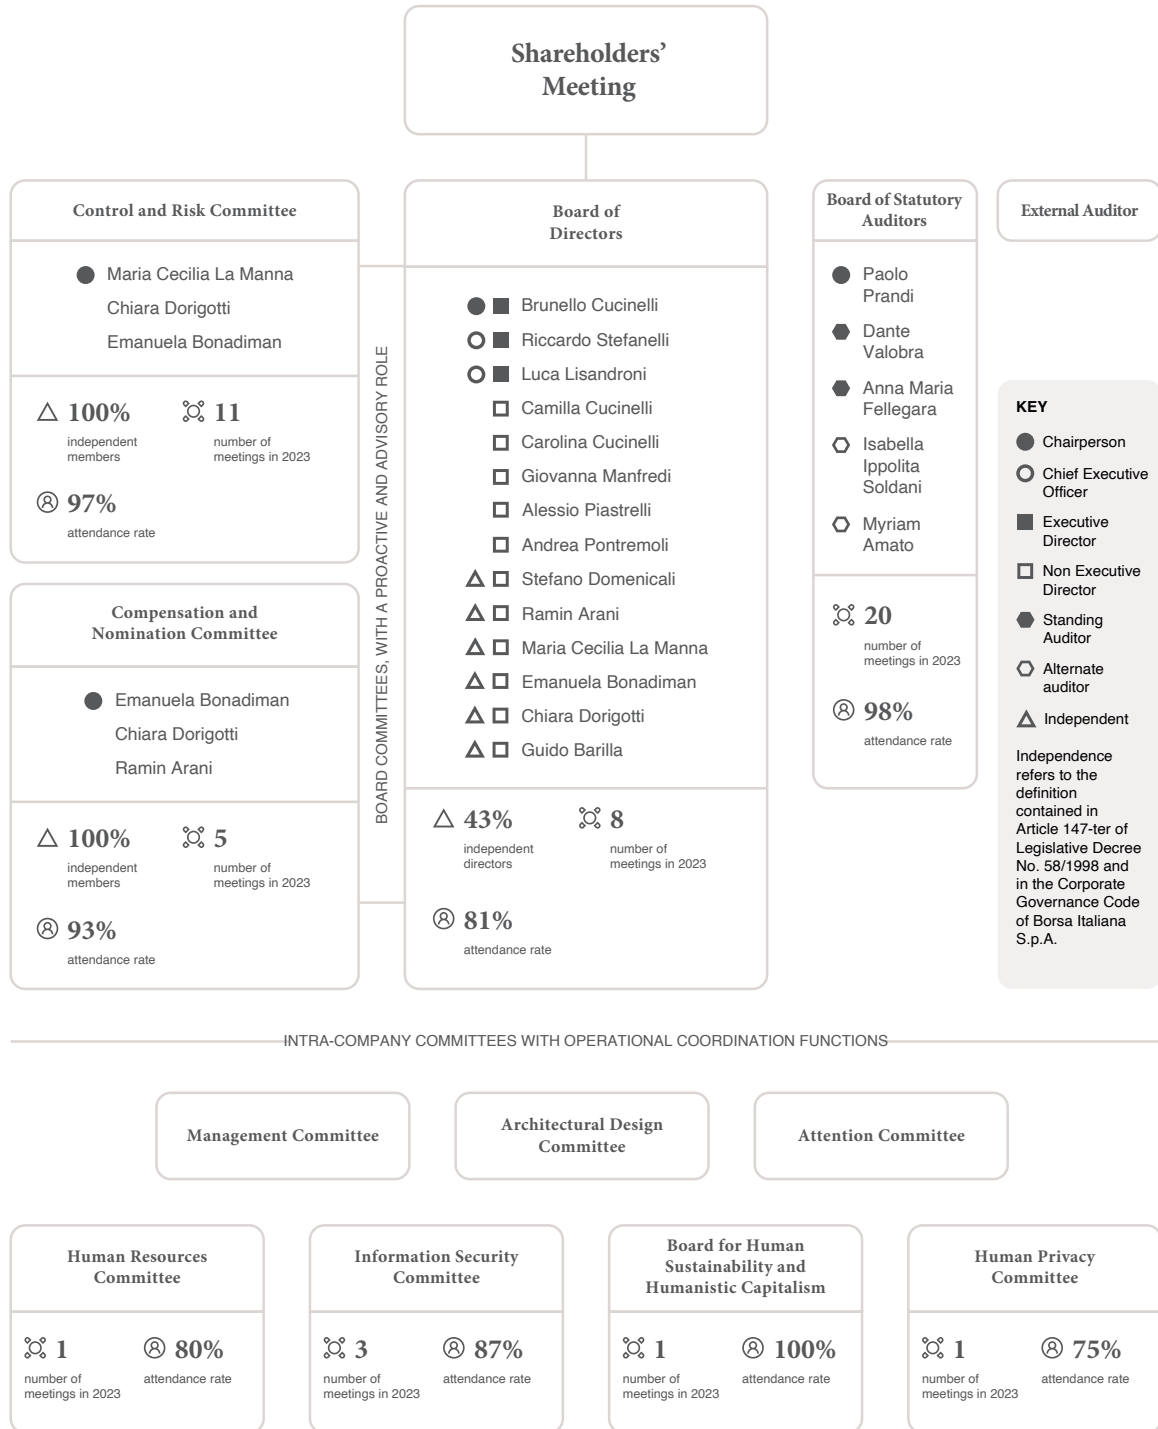 Shareholders’
Meeting
Control and Risk Committee
Maria Cecilia La Manna
Chiara Dorigotti
Emanuela Bonadiman
100%
independent
members
11
number of
meetings in 2023
97%
attendance rate
Compensation and
Nomination Committee
Emanuela Bonadiman
Chiara Dorigotti
Ramin Arani
100%
independent
members
5
number of
meetings in 2023
93%
attendance rate
BOARD COMMITTEES, WITH A PROACTIVE AND ADVISORY ROLE
Board of
Directors
Brunello Cucinelli
Riccardo Stefanelli
Luca Lisandroni
Camilla Cucinelli
Carolina Cucinelli
Giovanna Manfredi
Alessio Piastrelli
Andrea Pontremoli
Stefano Domenicali
Ramin Arani
Maria Cecilia La Manna
Emanuela Bonadiman
Chiara Dorigotti
Guido Barilla
43%
independent
directors
8
number of
meetings in 2023
81%
attendance rate
Board of Statutory
Auditors
Paolo
Prandi
Dante
Valobra
Anna Maria
Fellegara
Isabella
Ippolita
Soldani
Myriam
Amato
20
number of
meetings in 2023
98%
attendance rate
External Auditor
KEY
Chairperson
Chief Executive
Officer
Executive
Director
Non Executive
Director
Standing
Auditor
Alternate
auditor
Independent
Independence
refers to the
definition
contained in
Article 147-ter of
Legislative Decree
No. 58/1998 and
in the Corporate
Governance Code
of Borsa Italiana
S.p.A.
INTRA-COMPANY COMMITTEES WITH OPERATIONAL COORDINATION FUNCTIONS
Management Committee
Architectural Design
Committee
Attention Committee
Human Resources
Committee
1
number of
meetings in 2023
80%
attendance rate
Information Security
Committee
3
number of
meetings in 2023
87%
attendance rate
Board for Human
Sustainability and
Humanistic Capitalism
1
number of
meetings in 2023
100%
attendance rate
Human Privacy
Committee
1
number of
meetings in 2023
75%
attendance rate